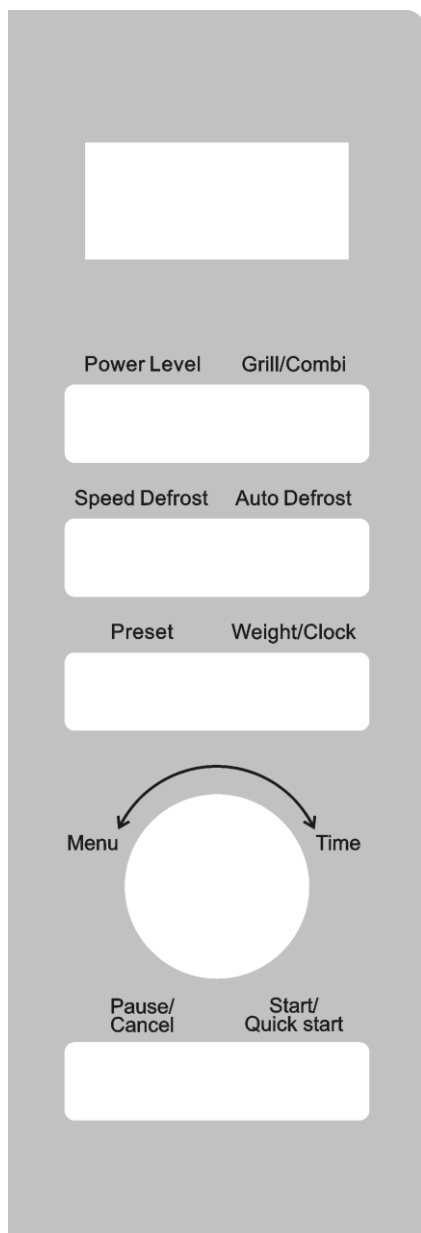 Power Level Grill/Combi
Speed Defrost Auto Defrost
Preset Weight/Clock
Menu Time
Pause/ Start/
Cancel Quick start